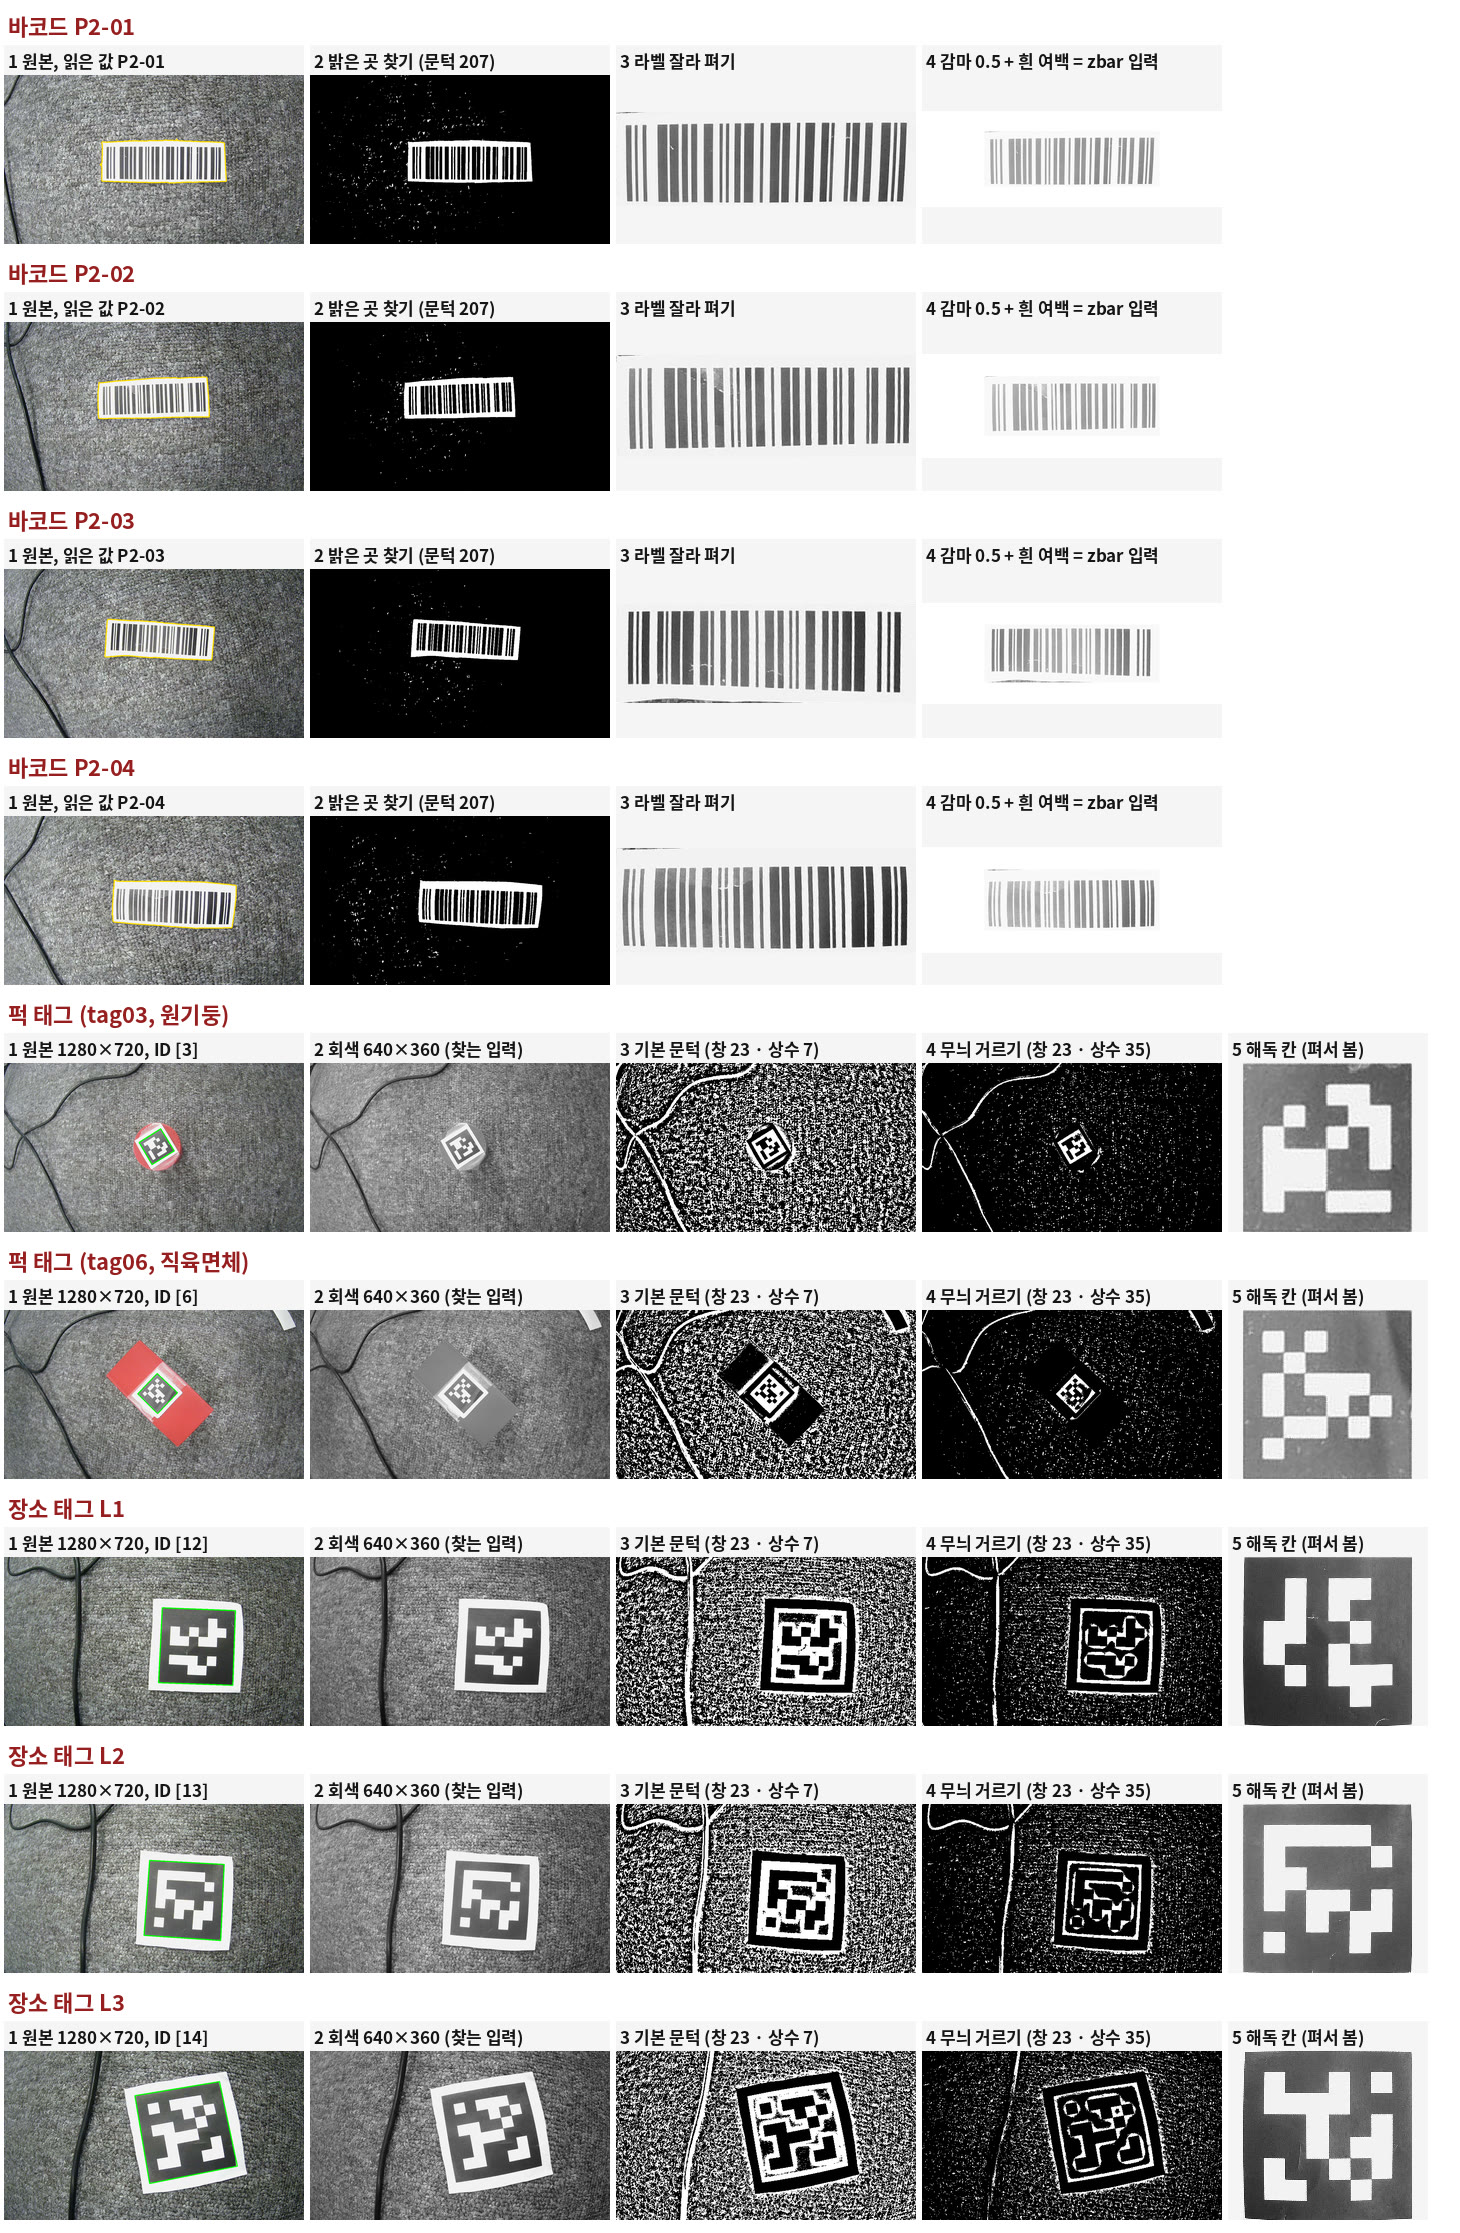 바코드 P2-01
1 원본, 읽은 값 P2-01
2 밝은 곳 찾기 (문턱 207)
3 라벨 잘라 펴기
4 감마 0.5 + 흰 여백 = zbar 입력
바코드 P2-02
1 원본, 읽은 값 P2-02
2 밝은 곳 찾기 (문턱 207)
3 라벨 잘라 펴기
4 감마 0.5 + 흰 여백 = zbar 입력
바코드 P2-03
1 원본, 읽은 값 P2-03
2 밝은 곳 찾기 (문턱 207)
3 라벨 잘라 펴기
4 감마 0.5 + 흰 여백 = zbar 입력
바코드 P2-04
1 원본, 읽은 값 P2-04
2 밝은 곳 찾기 (문턱 207)
3 라벨 잘라 펴기
4 감마 0.5 + 흰 여백 = zbar 입력
퍽 태그 (tag03, 원기둥)
1 원본 1280×720, ID [3]
2 회색 640×360 (찾는 입력)
3 기본 문턱 (창 23 · 상수 7)
4 무늬 거르기 (창 23 · 상수 35)
5 해독 칸 (펴서 봄)
퍽 태그 (tag06, 직육면체)
1 원본 1280×720, ID [6]
2 회색 640×360 (찾는 입력)
3 기본 문턱 (창 23 · 상수 7)
4 무늬 거르기 (창 23 · 상수 35)
5 해독 칸 (펴서 봄)
장소 태그 L1
1 원본 1280×720, ID [12]
2 회색 640×360 (찾는 입력)
3 기본 문턱 (창 23 · 상수 7)
4 무늬 거르기 (창 23 · 상수 35)
5 해독 칸 (펴서 봄)
장소 태그 L2
1 원본 1280×720, ID [13]
2 회색 640×360 (찾는 입력)
3 기본 문턱 (창 23 · 상수 7)
4 무늬 거르기 (창 23 · 상수 35)
5 해독 칸 (펴서 봄)
장소 태그 L3
1 원본 1280×720, ID [14]
2 회색 640×360 (찾는 입력)
3 기본 문턱 (창 23 · 상수 7)
4 무늬 거르기 (창 23 · 상수 35)
5 해독 칸 (펴서 봄)